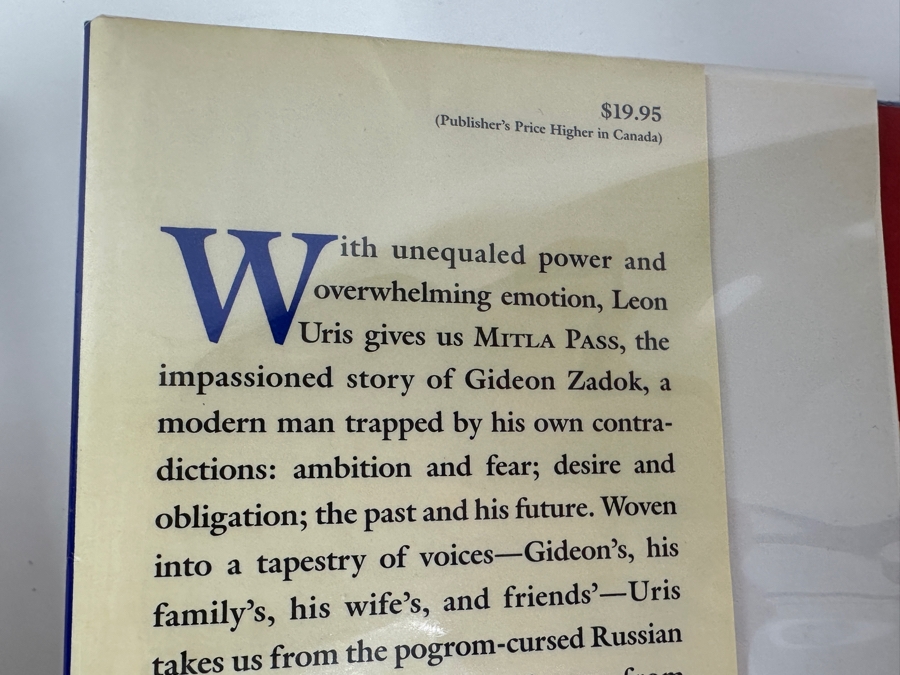 $19.95
(Publisher's Price Higher in Canada)
With unequaled power and
overwhelming emotion, Leon
Uris gives us MITLA PASS, the
impassioned story of Gideon Zadok, a
modern man trapped by his own contra-
dictions: ambition and fear; desire and
obligation; the past and his future. Woven
into a tapestry of voices—Gideon's, his
family's, his wife's, and friends'—Uris
takes us from the pogrom-cursed Russian
from